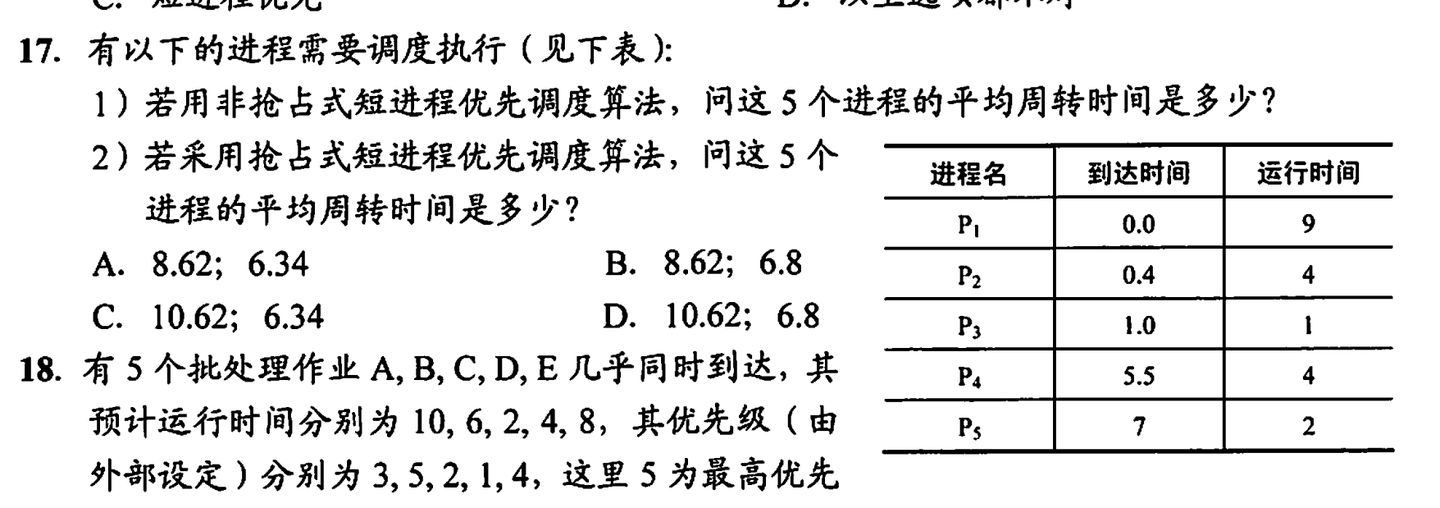 17. 有以下的进程需要调度执行（见下表）：
1）若用非抢占式短进程优先调度算法，问这 5 个进程的平均周转时间是多少？
2）若采用抢占式短进程优先调度算法，问这 5 个
进程的平均周转时间是多少？
A. 8.62；6.34 B. 8.62；6.8
C. 10.62；6.34 D. 10.62；6.8
进程名 到达时间 运行时间
P₁ 0.0 9
P₂ 0.4 4
P₃ 1.0 1
P₄ 5.5 4
P₅ 7 2
18. 有 5 个批处理作业 A, B, C, D, E 几乎同时到达，其
预计运行时间分别为 10, 6, 2, 4, 8，其优先级（由
外部设定）分别为 3, 5, 2, 1, 4，这里 5 为最高优先